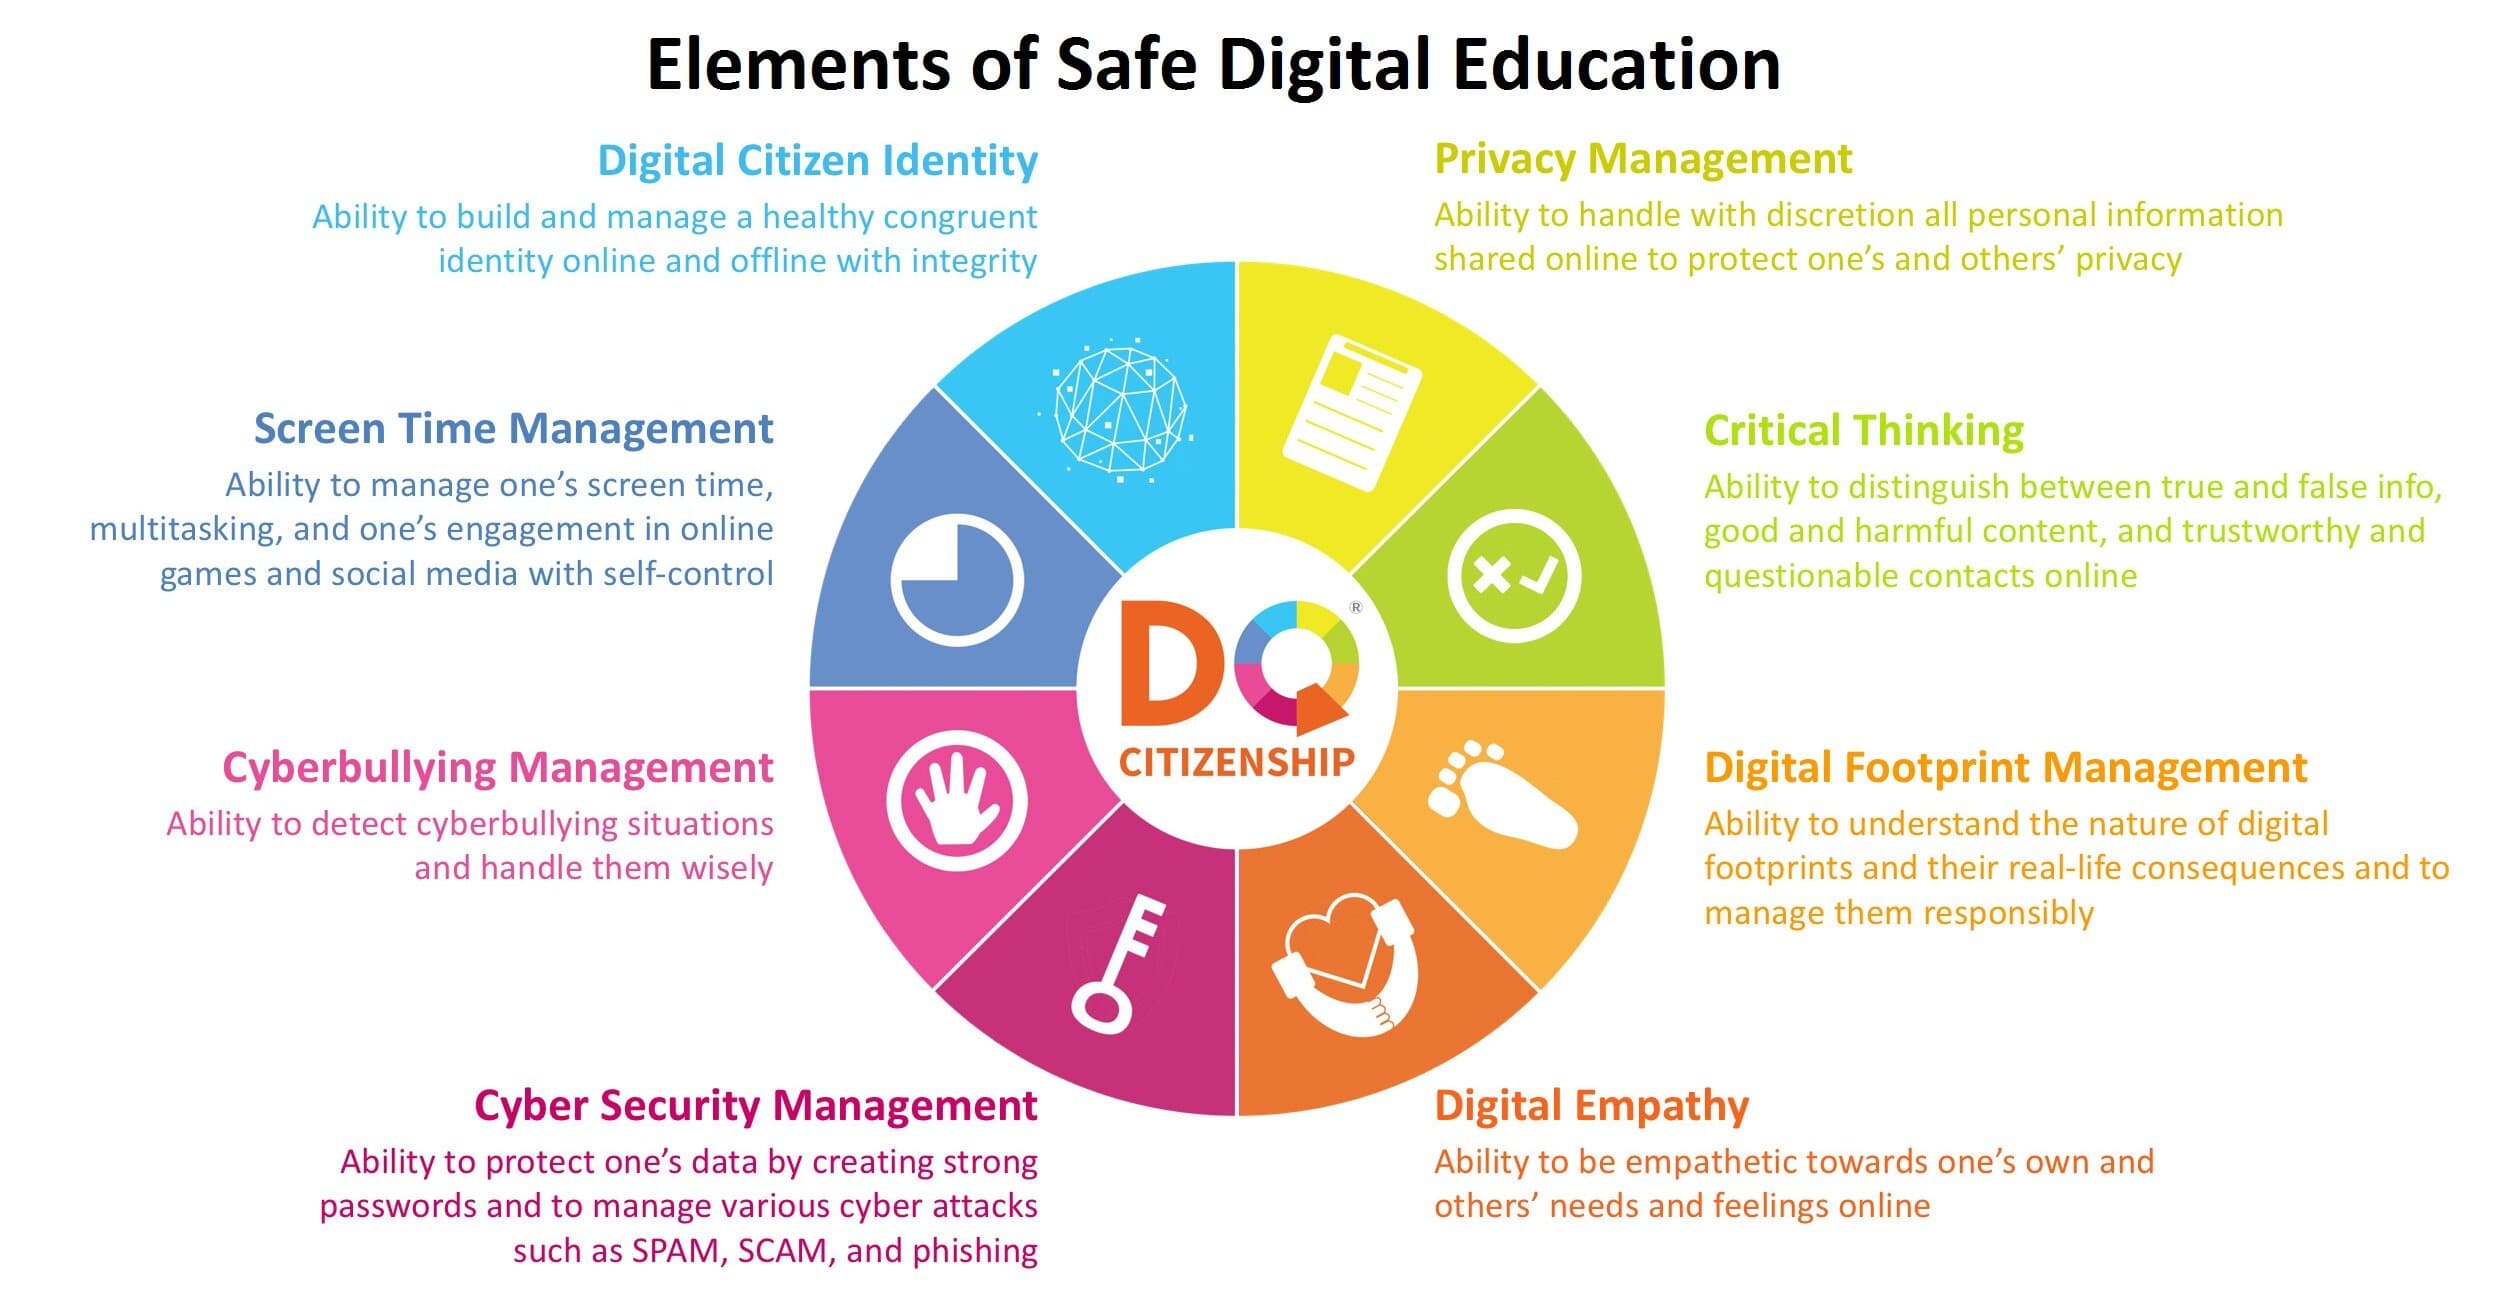 Elements of Safe Digital Education
Digital Citizen Identity
Ability to build and manage a healthy congruent
identity online and offline with integrity
Privacy Management
Ability to handle with discretion all personal information
shared online to protect one’s and others’ privacy
Screen Time Management
Ability to manage one’s screen time,
multitasking, and one’s engagement in online
games and social media with self-control
Critical Thinking
Ability to distinguish between true and false info,
good and harmful content, and trustworthy and
questionable contacts online
DQ®
CITIZENSHIP
Cyberbullying Management
Ability to detect cyberbullying situations
and handle them wisely
Digital Footprint Management
Ability to understand the nature of digital
footprints and their real-life consequences and to
manage them responsibly
Cyber Security Management
Ability to protect one’s data by creating strong
passwords and to manage various cyber attacks
such as SPAM, SCAM, and phishing
Digital Empathy
Ability to be empathetic towards one’s own and
others’ needs and feelings online